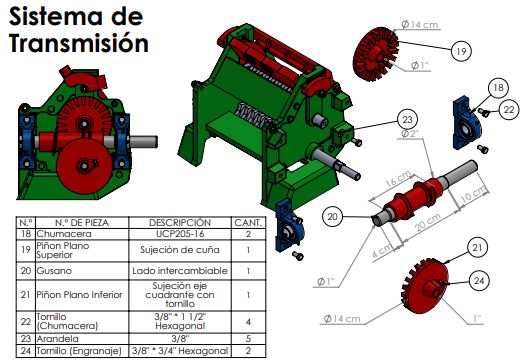 Sistema de
Transmisión
Ø14 cm
19
Ø1"
18
22
23
Ø2"
16 cm
10 cm
20
20 cm
4 cm
Ø1"
21
24
Ø14 cm
N.º N.º DE PIEZA DESCRIPCIÓN CANT.
18 Chumacera UCP205-16 2
19 Piñon Plano Superior Sujeción de cuña 1
20 Gusano Lado intercambiable 1
21 Piñon Plano Inferior Sujeción eje cuadrante con tornillo 1
22 Tornillo (Chumacera) 3/8" * 1 1/2" Hexagonal 4
23 Arandela 3/8" 5
24 Tornillo (Engranaje) 3/8" * 3/4" Hexagonal 2